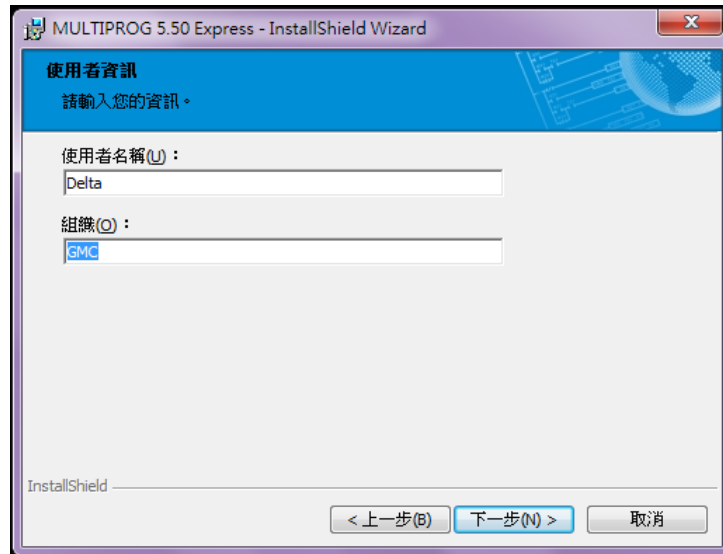 MULTIPROG 5.50 Express - InstallShield Wizard
使用者資訊
請輸入您的資訊。
使用者名稱(U)：
Delta
組織(O)：
GMC
InstallShield
< 上一步(B) 下一步(N) > 取消